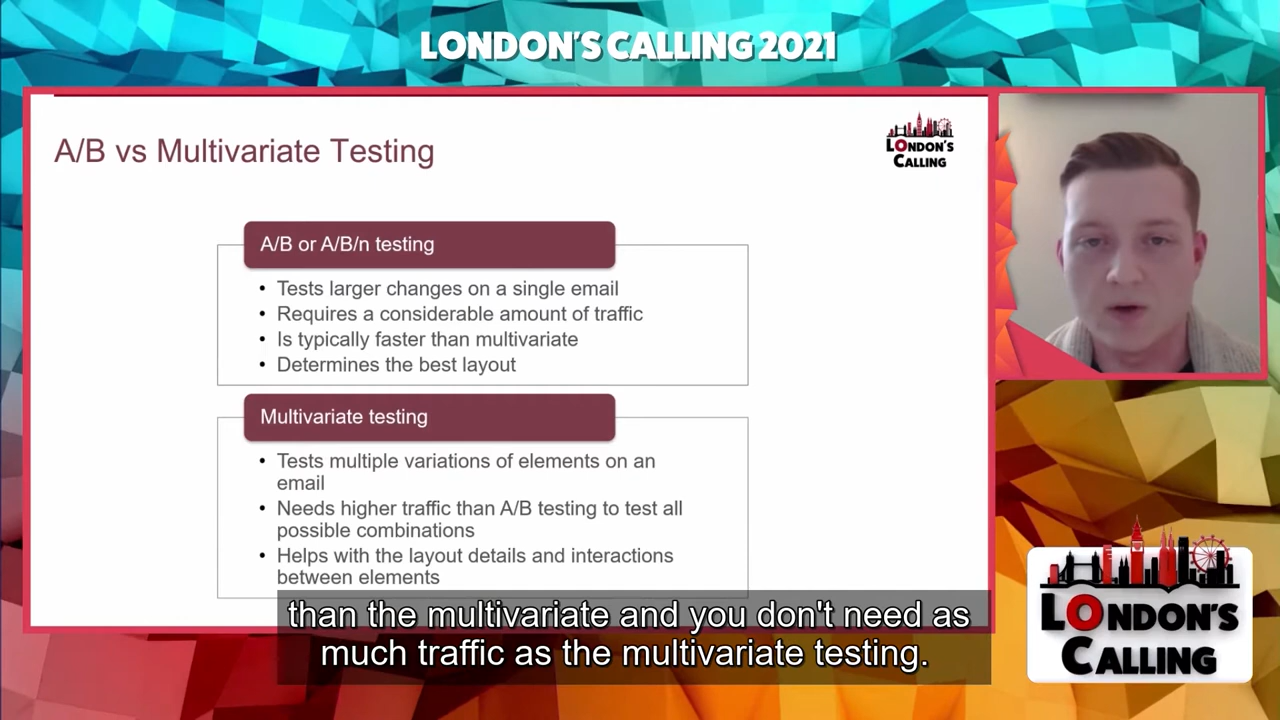 LONDON'S CALLING 2021
A/B vs Multivariate Testing
LONDON'S
CALLING
A/B or A/B/n testing
• Tests larger changes on a single email
• Requires a considerable amount of traffic
• Is typically faster than multivariate
• Determines the best layout
Multivariate testing
• Tests multiple variations of elements on an
email
• Needs higher traffic than A/B testing to test all
possible combinations
• Helps with the layout details and interactions
between elements
than the multivariate and you don't need as
much traffic as the multivariate testing.
LONDON'S
CALLING